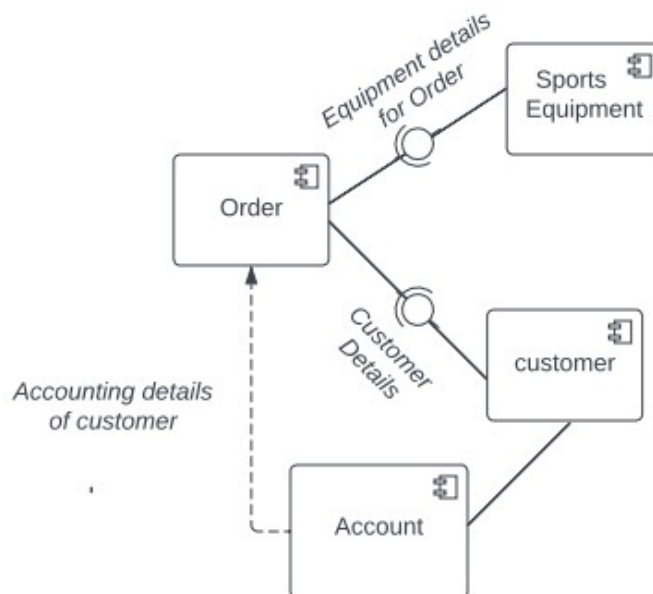 Equipment details
for Order
Sports
Equipment
Order
Customer
Details
customer
Accounting details
of customer
Account